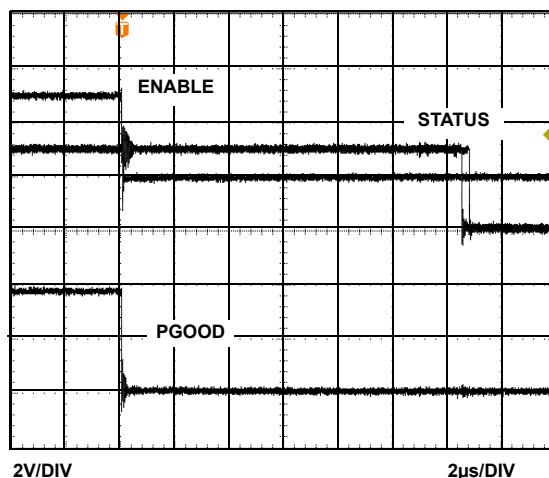 T
ENABLE
STATUS
PGOOD
2V/DIV
2µs/DIV